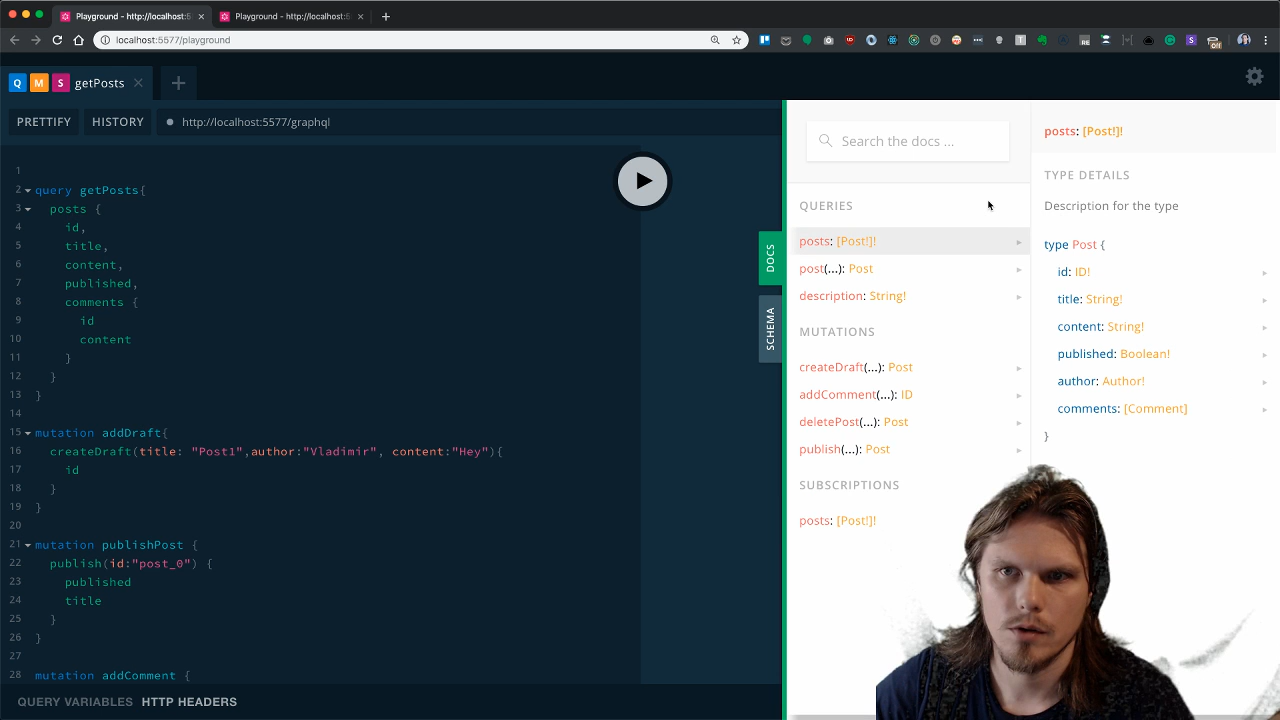 Playground - http://localhost:5
Playground - http://localhost:55
localhost:5577/playground
Q M S getPosts
PRETTIFY HISTORY http://localhost:5577/graphql
1
2 query getPosts{
3 posts {
4 id,
5 title,
6 content,
7 published,
8 comments {
9 id
10 content
11 }
12 }
13 }
14
15 mutation addDraft{
16 createDraft(title: "Post1",author:"Vladimir", content:"Hey"){
17 id
18 }
19 }
20
21 mutation publishPost {
22 publish(id:"post_0") {
23 published
24 title
25 }
26 }
27
28 mutation addComment {
QUERY VARIABLES HTTP HEADERS
DOCS
SCHEMA
Search the docs ...
QUERIES
posts: [Post!]!
post(...): Post
description: String!
MUTATIONS
createDraft(...): Post
addComment(...): ID
deletePost(...): Post
publish(...): Post
SUBSCRIPTIONS
posts: [Post!]!
posts: [Post!]!
TYPE DETAILS
Description for the type
type Post {
id: ID!
title: String!
content: String!
published: Boolean!
author: Author!
comments: [Comment]
}